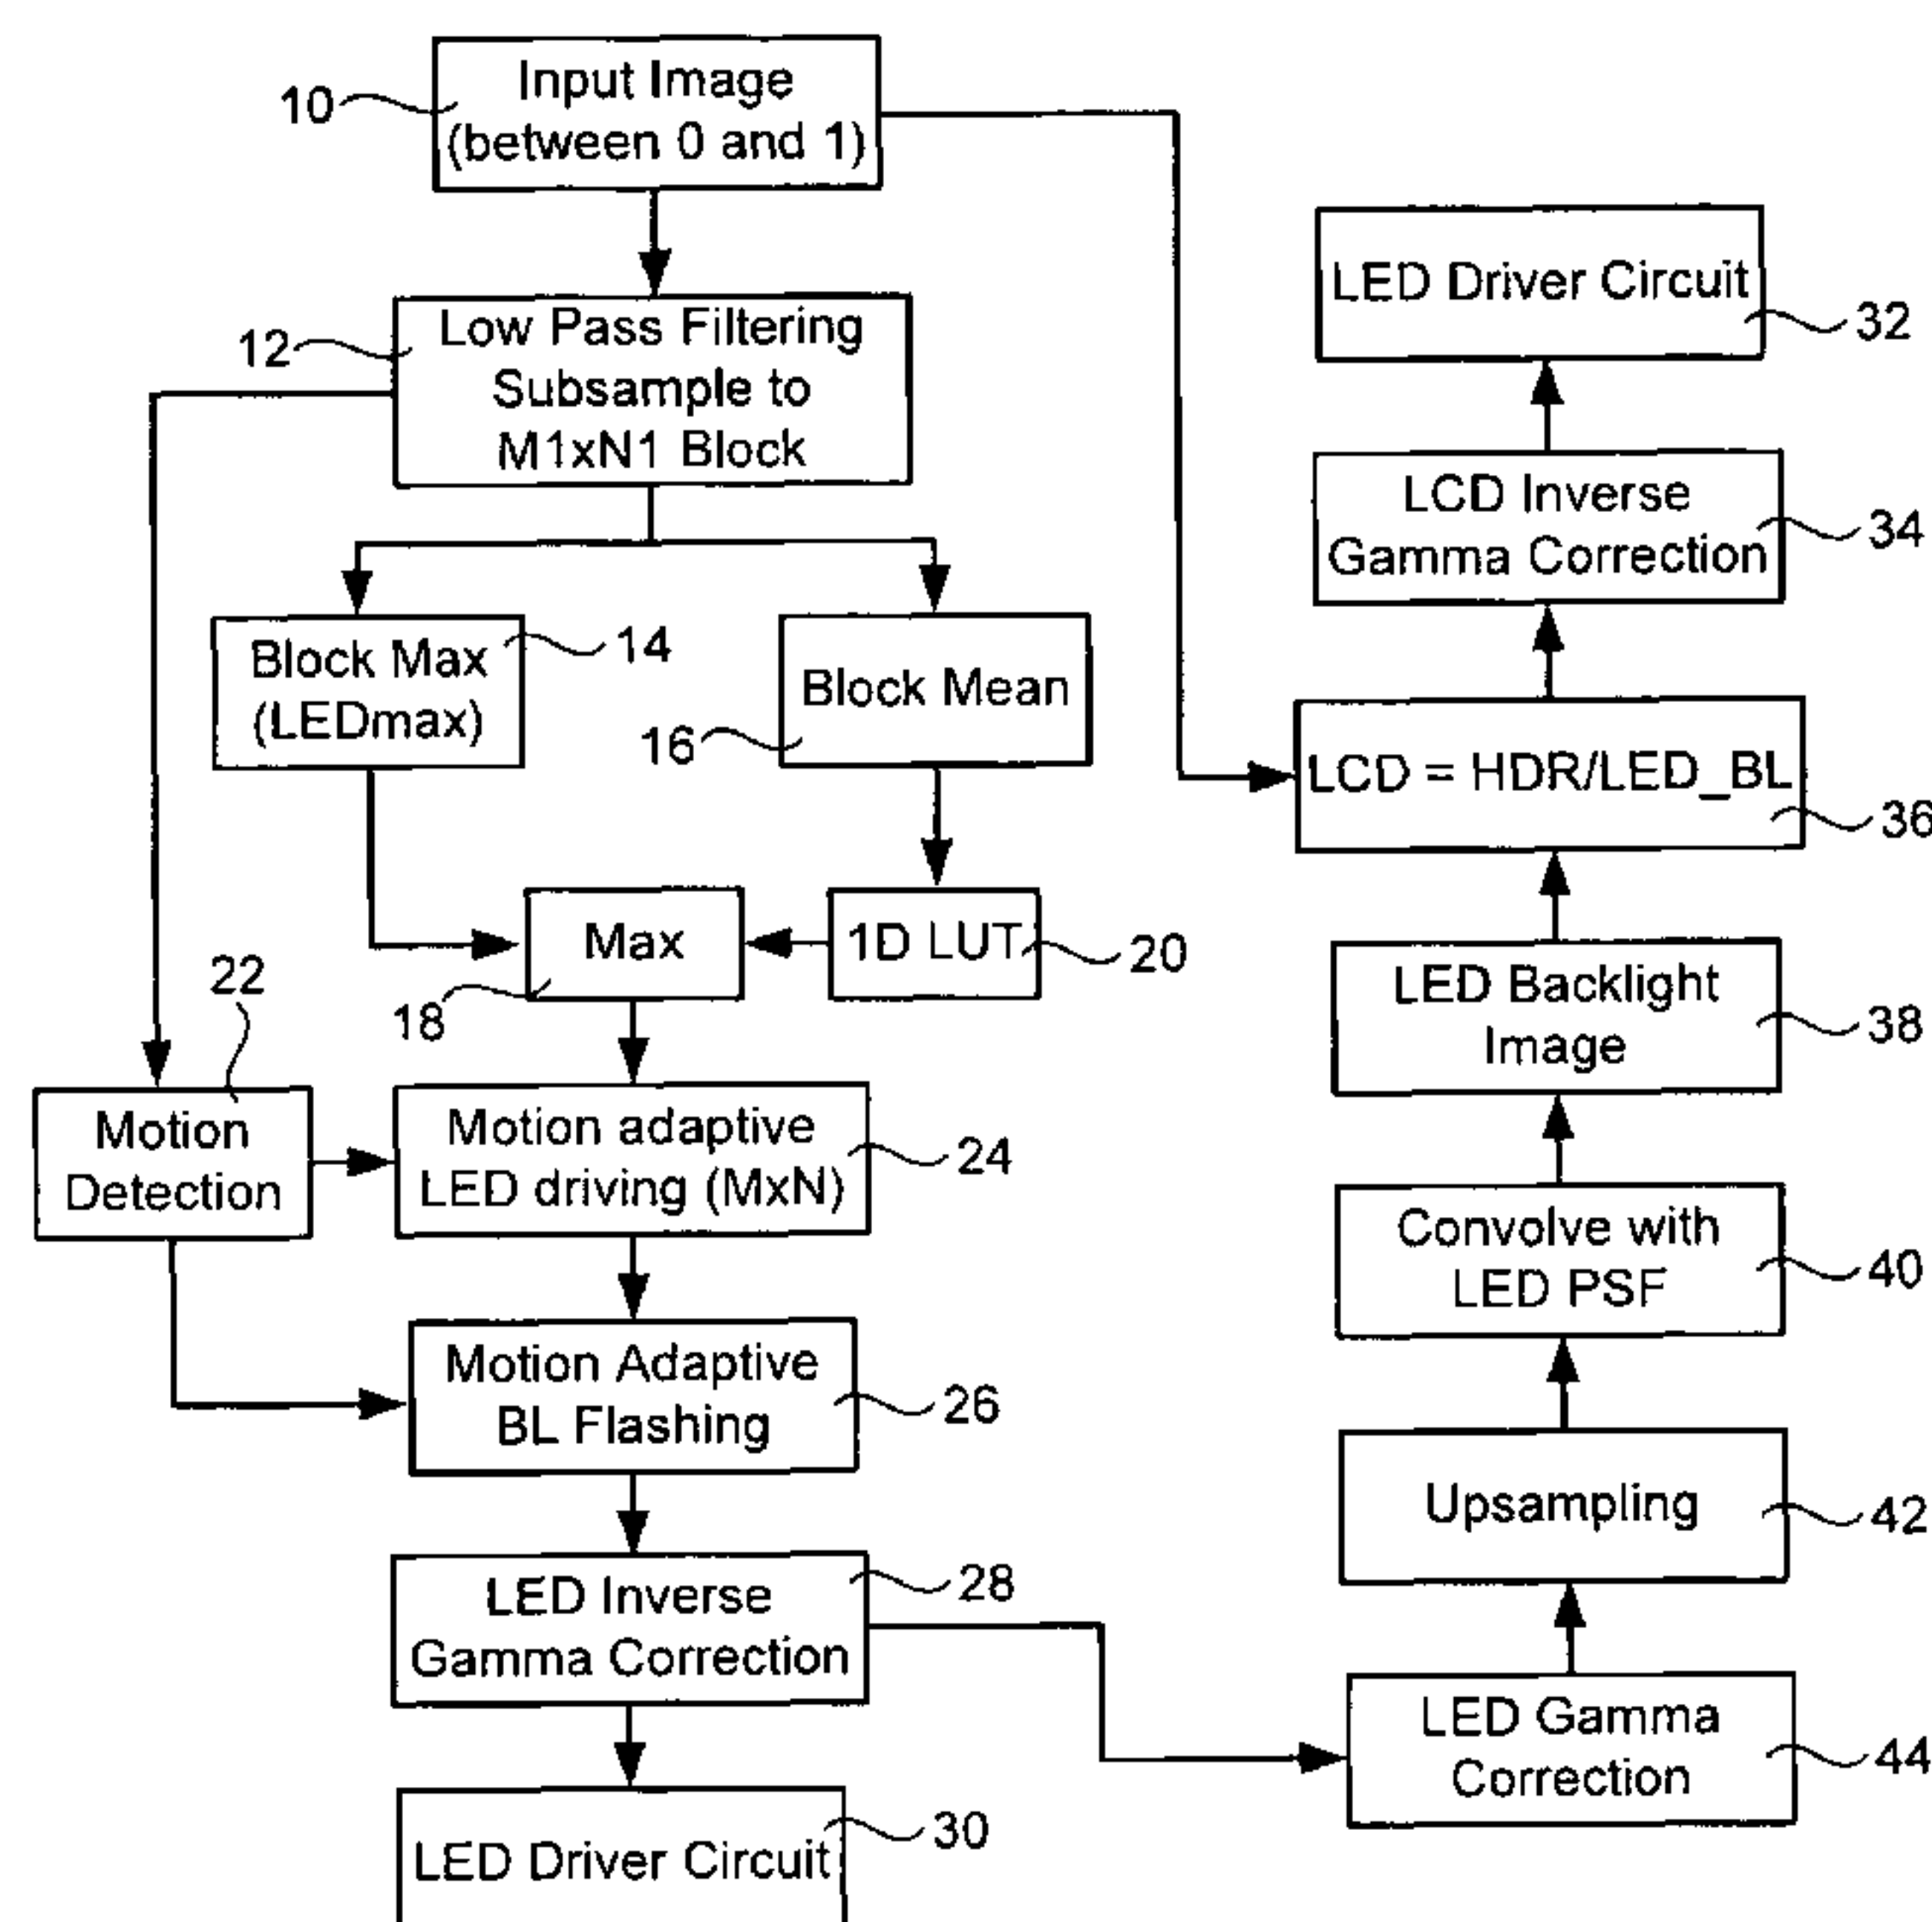 10
Input Image
(between 0 and 1)
12
Low Pass Filtering
Subsample to
M1xN1 Block
Block Max
(LEDmax)
14
Block Mean
16
Max
18
1D LUT
20
22
Motion
Detection
Motion adaptive
LED driving (MxN)
24
Motion Adaptive
BL Flashing
26
LED Inverse
Gamma Correction
28
LED Driver Circuit
30
LED Driver Circuit
32
LCD Inverse
Gamma Correction
34
LCD = HDR/LED_BL
36
LED Backlight
Image
38
Convolve with
LED PSF
40
Upsampling
42
LED Gamma
Correction
44